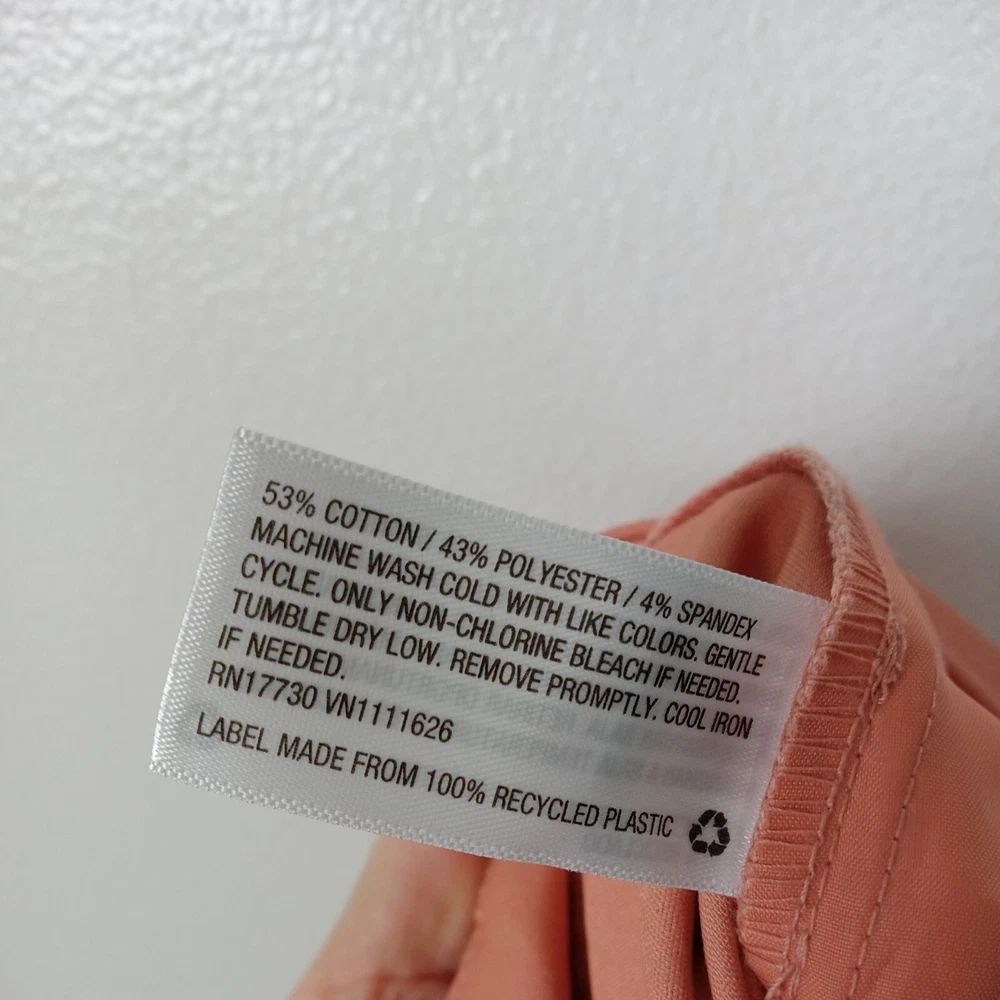 53% COTTON / 43% POLYESTER / 4% SPANDEX
MACHINE WASH COLD WITH LIKE COLORS. GENTLE
CYCLE. ONLY NON-CHLORINE BLEACH IF NEEDED.
TUMBLE DRY LOW. REMOVE PROMPTLY. COOL IRON
IF NEEDED.
RN17730 VN1111626
LABEL MADE FROM 100% RECYCLED PLASTIC